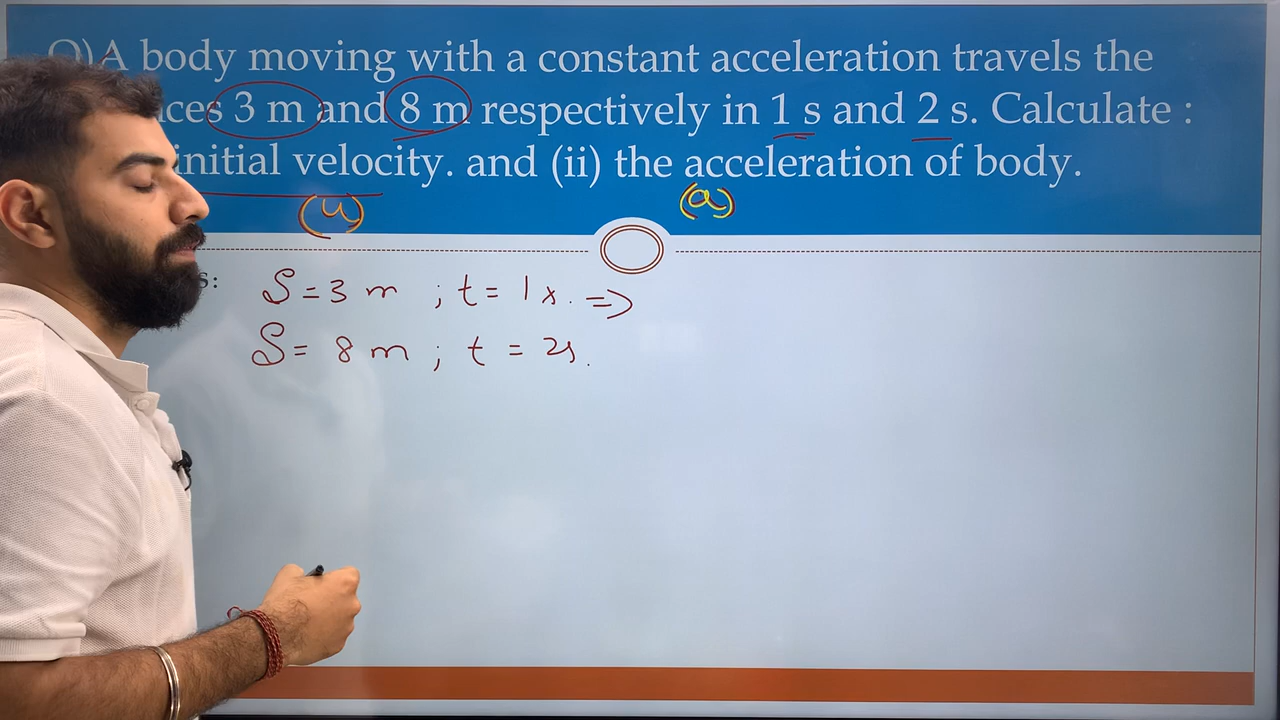 Q) A body moving with a constant acceleration travels the
3 m and 8 m respectively in 1 s and 2 s. Calculate :
initial velocity. and (ii) the acceleration of body.
(u) (a)
S = 3 m ; t = 1 s. =>
S = 8 m ; t = 2s.